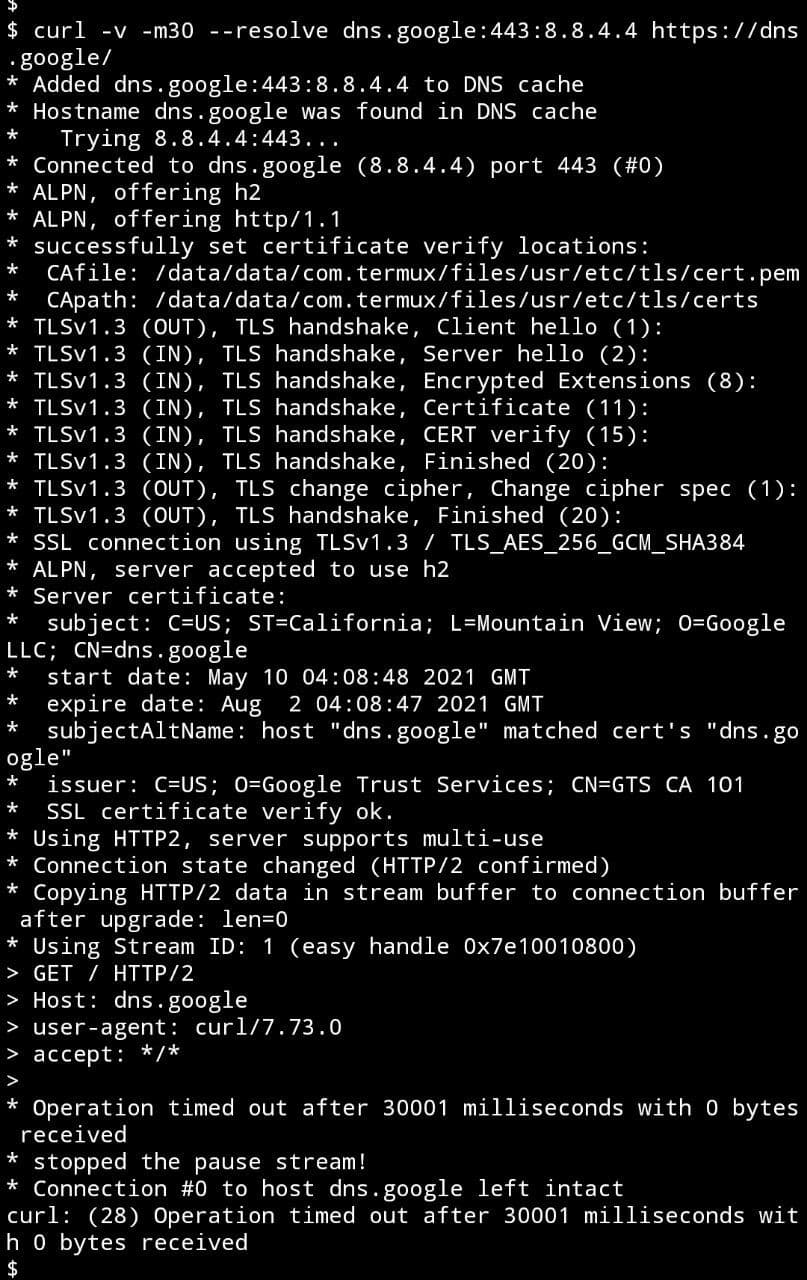 $
$ curl -v -m30 --resolve dns.google:443:8.8.4.4 https://dns
.google/
* Added dns.google:443:8.8.4.4 to DNS cache
* Hostname dns.google was found in DNS cache
*   Trying 8.8.4.4:443...
* Connected to dns.google (8.8.4.4) port 443 (#0)
* ALPN, offering h2
* ALPN, offering http/1.1
* successfully set certificate verify locations:
*  CAfile: /data/data/com.termux/files/usr/etc/tls/cert.pem
*  CApath: /data/data/com.termux/files/usr/etc/tls/certs
* TLSv1.3 (OUT), TLS handshake, Client hello (1):
* TLSv1.3 (IN), TLS handshake, Server hello (2):
* TLSv1.3 (IN), TLS handshake, Encrypted Extensions (8):
* TLSv1.3 (IN), TLS handshake, Certificate (11):
* TLSv1.3 (IN), TLS handshake, CERT verify (15):
* TLSv1.3 (IN), TLS handshake, Finished (20):
* TLSv1.3 (OUT), TLS change cipher, Change cipher spec (1):
* TLSv1.3 (OUT), TLS handshake, Finished (20):
* SSL connection using TLSv1.3 / TLS_AES_256_GCM_SHA384
* ALPN, server accepted to use h2
* Server certificate:
*  subject: C=US; ST=California; L=Mountain View; O=Google
LLC; CN=dns.google
*  start date: May 10 04:08:48 2021 GMT
*  expire date: Aug  2 04:08:47 2021 GMT
*  subjectAltName: host "dns.google" matched cert's "dns.go
ogle"
*  issuer: C=US; O=Google Trust Services; CN=GTS CA 1O1
*  SSL certificate verify ok.
* Using HTTP2, server supports multi-use
* Connection state changed (HTTP/2 confirmed)
* Copying HTTP/2 data in stream buffer to connection buffer
 after upgrade: len=0
* Using Stream ID: 1 (easy handle 0x7e10010800)
> GET / HTTP/2
> Host: dns.google
> user-agent: curl/7.73.0
> accept: */*
>
* Operation timed out after 30001 milliseconds with 0 bytes
 received
* stopped the pause stream!
* Connection #0 to host dns.google left intact
curl: (28) Operation timed out after 30001 milliseconds wit
h 0 bytes received
$